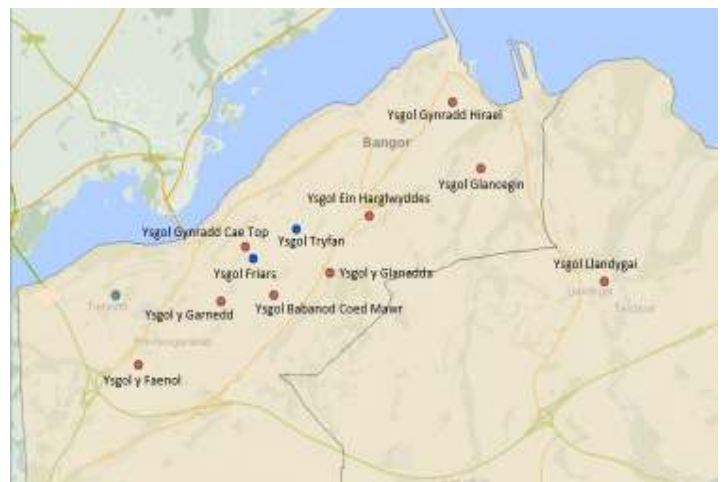 Ysgol Gynradd Hirael
Bangor
Ysgol Glancegin
Ysgol Ein Harglwyddes
Ysgol Gynradd Cae Top
Ysgol Tryfan
Ysgol Friars
Ysgol y Glanadda
Ysgol Llandygai
Ysgol y Garnedd
Ysgol Babanod Coed Mawr
Ysgol y Faenol